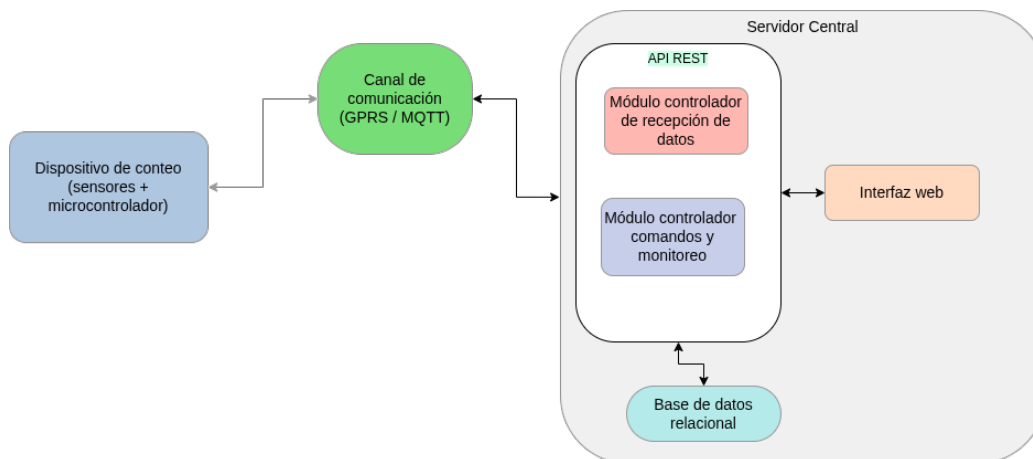 Servidor Central
API REST
Canal de
comunicación
(GPRS / MQTT)
Módulo controlador
de recepción de
datos
Dispositivo de conteo
(sensores +
microcontrolador)
Interfaz web
Módulo controlador
comandos y
monitoreo
Base de datos
relacional